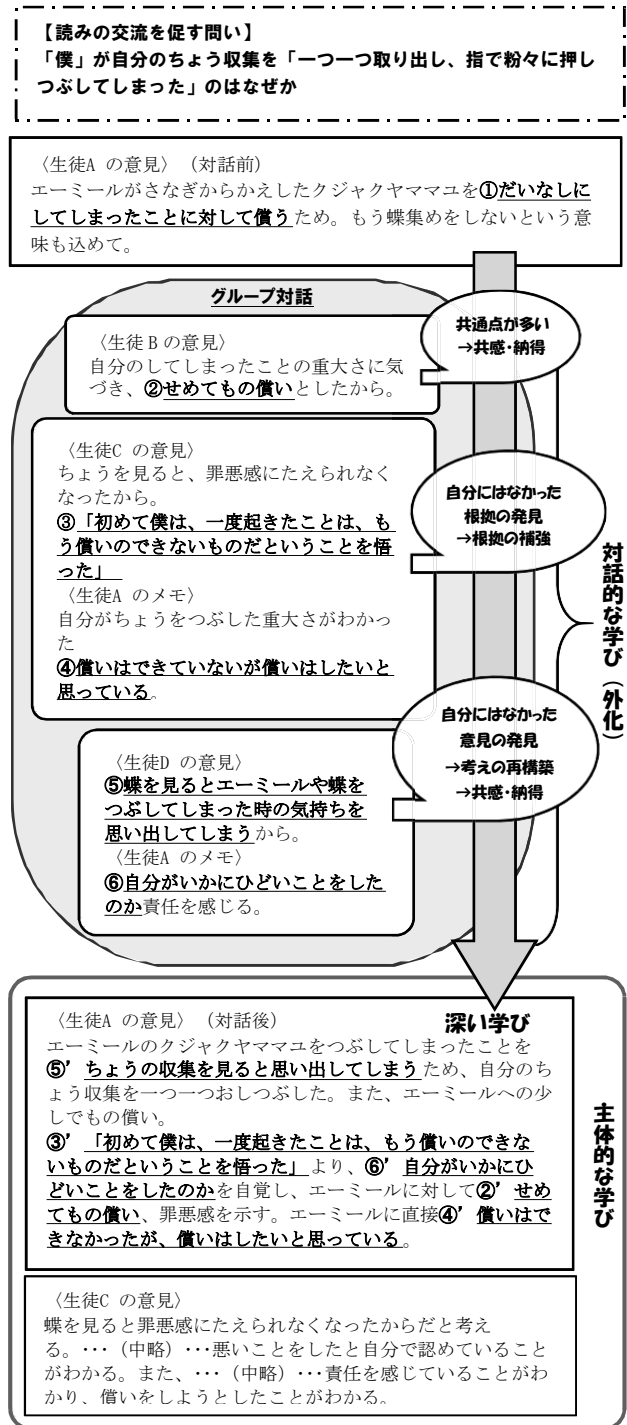 【読みの交流を促す問い】
「僕」が自分のちょう収集を「一つ一つ取り出し、指で粉々に押し
つぶしてしまった」のはなぜか
〈生徒A の意見〉（対話前）
エーミールがさなぎからかえしたクジャクヤママユを①だいなしに
してしまったことに対して償うため。もう蝶集めをしないという意
味も込めて。
グループ対話
〈生徒Bの意見〉
自分のしてしまったことの重大さに気
づき、②せめてもの償いとしたから。
共通点が多い
→共感・納得
〈生徒C の意見〉
ちょうを見ると、罪悪感にたえられなく
なったから。
③「初めて僕は、一度起きたことは、も
う償いのできないものだということを悟
った」
〈生徒A のメモ〉
自分がちょうをつぶした重大さがわかっ
た
④償いはできていないが償いはしたいと
思っている。
自分にはなかった
根拠の発見
→根拠の補強
〈生徒D の意見〉
⑤蝶を見るとエーミールや蝶を
つぶしてしまった時の気持ちを
思い出してしまうから。
〈生徒A のメモ〉
⑥自分がいかにひどいことをした
のか責任を感じる。
自分にはなかった
意見の発見
→考えの再構築
→共感・納得
対話的な学び（外化）
〈生徒A の意見〉（対話後）
深い学び
エーミールのクジャクヤママユをつぶしてしまったことを
⑤’ちょうの収集を見ると思い出してしまうため、自分のち
ょう収集を一つ一つおしつぶした。また、エーミールへの少
しでもの償い。
③’「初めて僕は、一度起きたことは、もう償いのできな
いものだということを悟った」より、⑥’自分がいかにひ
どいことをしたのかを自覚し、エーミールに対して②’せめ
てもの償い、罪悪感を示す。エーミールに直接④’償いはで
きなかったが、償いはしたいと思っている。
主体的な学び
〈生徒C の意見〉
蝶を見ると罪悪感にたえられなくなったからだと考え
る。･･･（中略）･･･悪いことをしたと自分で認めていること
がわかる。また、･･･（中略）･･･責任を感じていることがわ
かり、償いをしようとしたことがわかる。